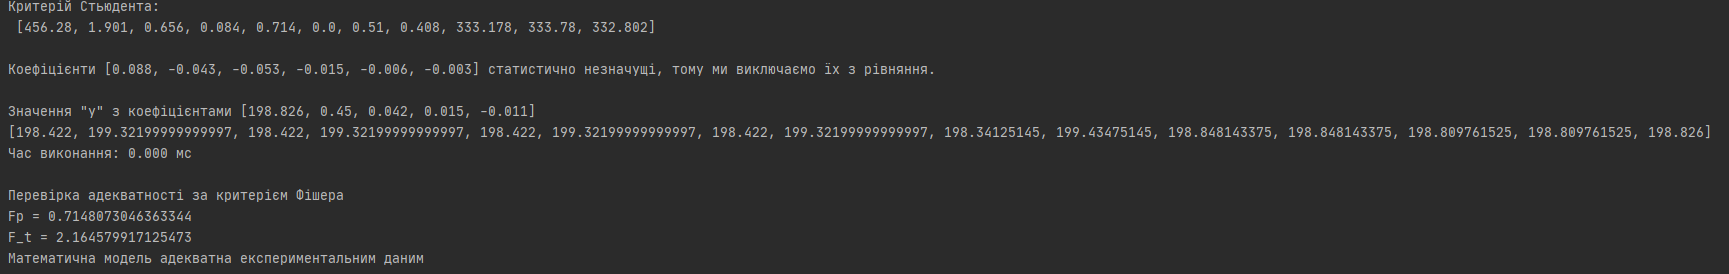 Критерій Стьюдента:
[456.28, 1.901, 0.656, 0.084, 0.714, 0.0, 0.51, 0.408, 333.178, 333.78, 332.802]
Коефіцієнти [0.088, -0.043, -0.053, -0.015, -0.006, -0.003] статистично незначущі, тому ми виключаємо їх з рівняння.
Значення "y" з коефіцієнтами [198.826, 0.45, 0.042, 0.015, -0.011]
[198.422, 199.32199999999997, 198.422, 199.32199999999997, 198.422, 199.32199999999997, 198.422, 199.32199999999997, 198.34125145, 199.43475145, 198.848143375, 198.848143375, 198.809761525, 198.809761525, 198.826]
Час виконання: 0.000 мс
Перевірка адекватності за критерієм Фішера
Fp = 0.7148073046363344
F_t = 2.164579917125473
Математична модель адекватна експериментальним даним